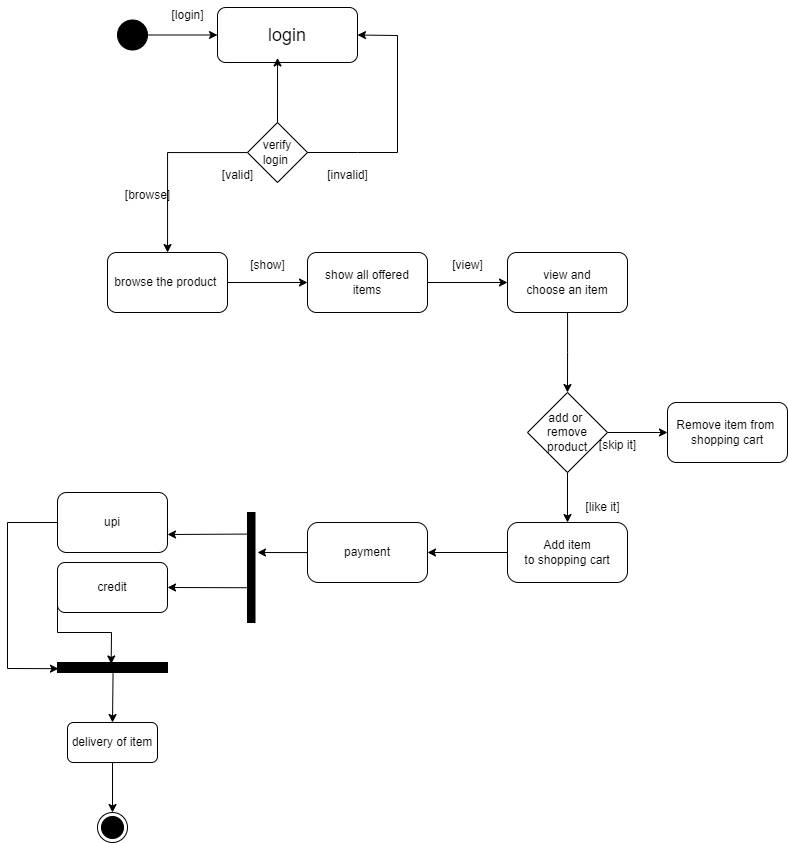 [login]
login
verify
login
[valid]
[invalid]
[browse]
browse the product
[show]
show all offered
items
[view]
view and
choose an item
add or
remove
product
[skip it]
Remove item from
shopping cart
[like it]
Add item
to shopping cart
payment
upi
credit
delivery of item